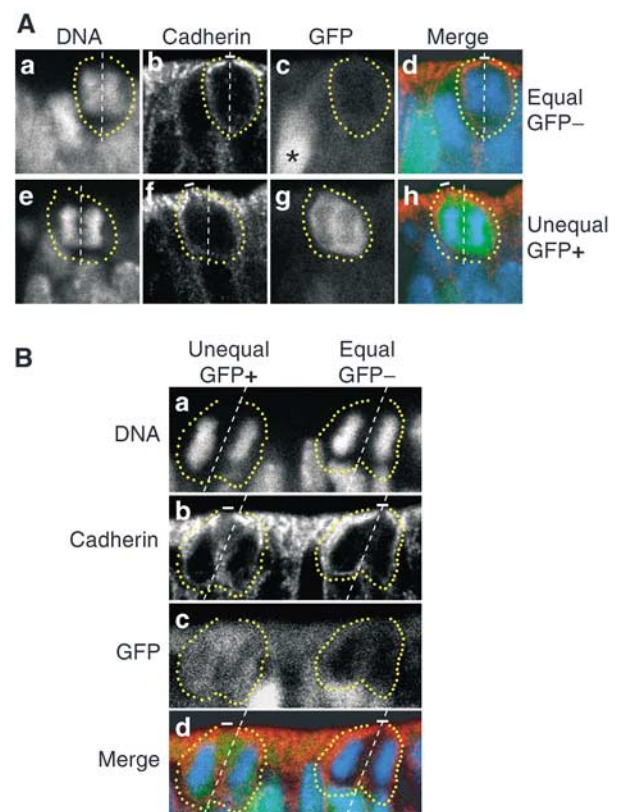 A
DNA Cadherin GFP Merge
a b c d
Equal
GFP–
*
e f g h
Unequal
GFP+
B
Unequal Equal
GFP+ GFP–
a
DNA
b
Cadherin
c
GFP
d
Merge